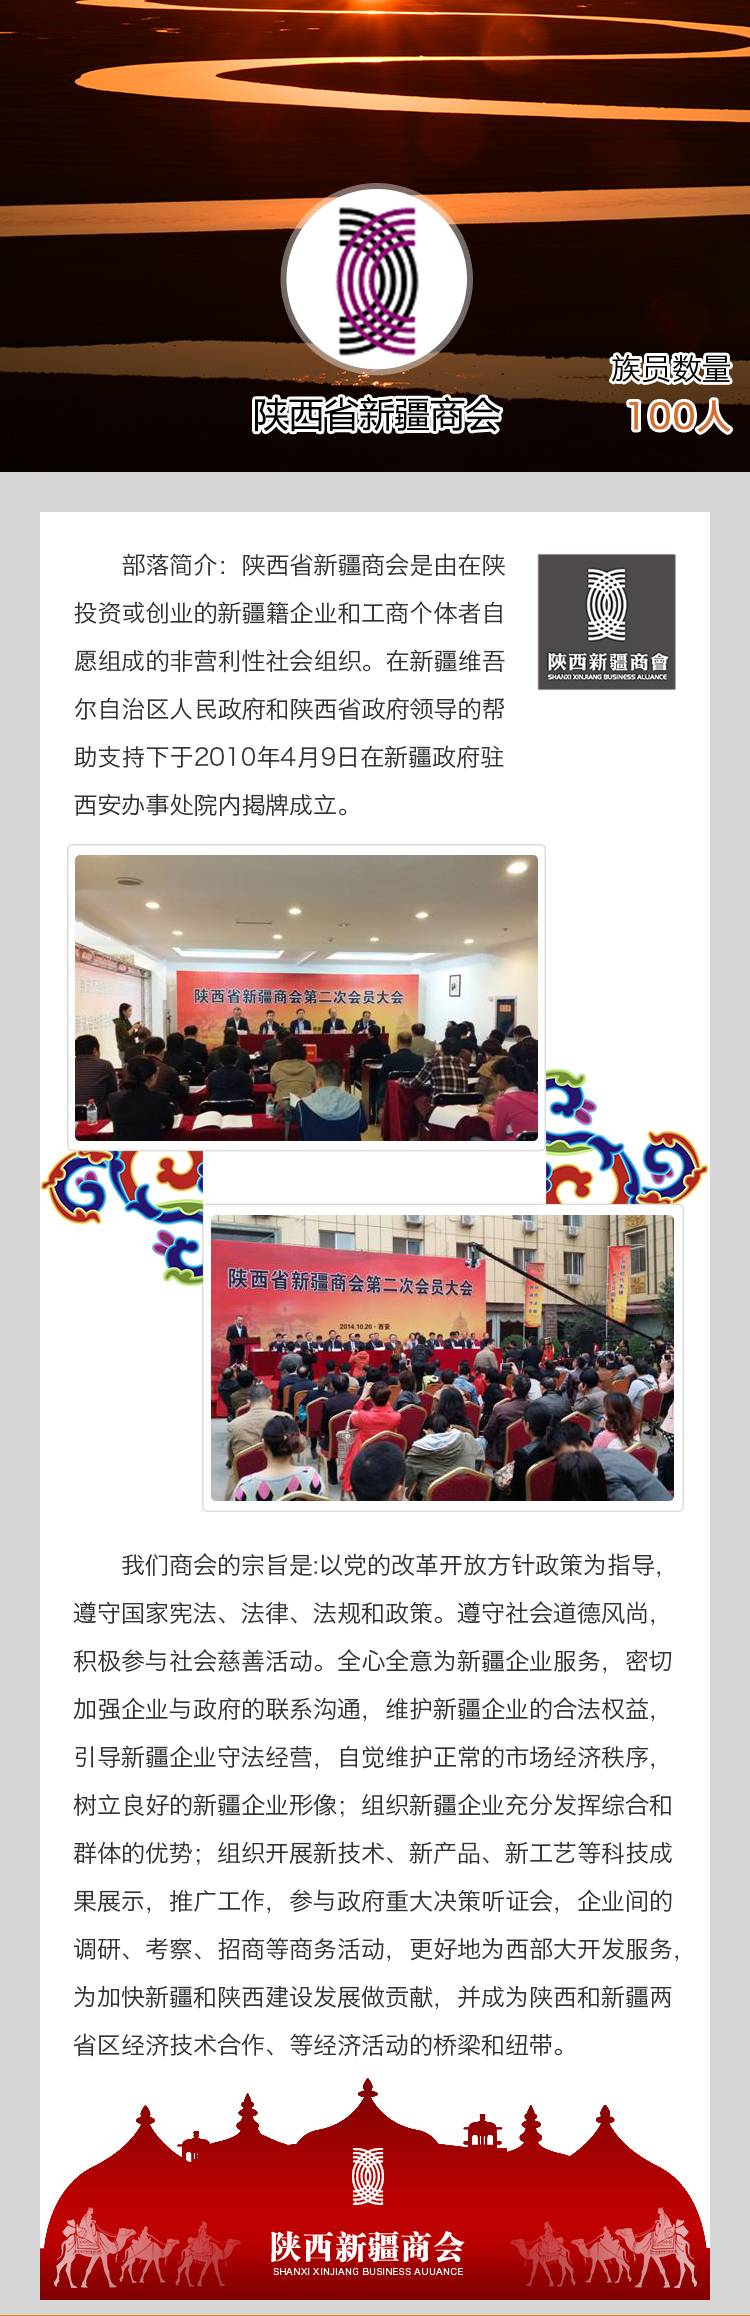 族员数量
100人
陕西省新疆商会
部落简介：陕西省新疆商会是由在陕
投资或创业的新疆籍企业和工商个体者自
愿组成的非营利性社会组织。在新疆维吾
尔自治区人民政府和陕西省政府领导的帮
助支持下于2010年4月9日在新疆政府驻
西安办事处院内揭牌成立。
陕西新疆商會
SHANXI XINJIANG BUSINESS ALLIANCE
陕西省新疆商会第二次会员大会
陕西省新疆商会第二次会员大会
2014.10.20·西安
我们商会的宗旨是:以党的改革开放方针政策为指导,
遵守国家宪法、法律、法规和政策。遵守社会道德风尚,
积极参与社会慈善活动。全心全意为新疆企业服务，密切
加强企业与政府的联系沟通，维护新疆企业的合法权益,
引导新疆企业守法经营，自觉维护正常的市场经济秩序,
树立良好的新疆企业形像；组织新疆企业充分发挥综合和
群体的优势；组织开展新技术、新产品、新工艺等科技成
果展示，推广工作，参与政府重大决策听证会，企业间的
调研、考察、招商等商务活动，更好地为西部大开发服务,
为加快新疆和陕西建设发展做贡献，并成为陕西和新疆两
省区经济技术合作、等经济活动的桥梁和纽带。
陕西新疆商会
SHANXI XINJIANG BUSINESS AUUANCE